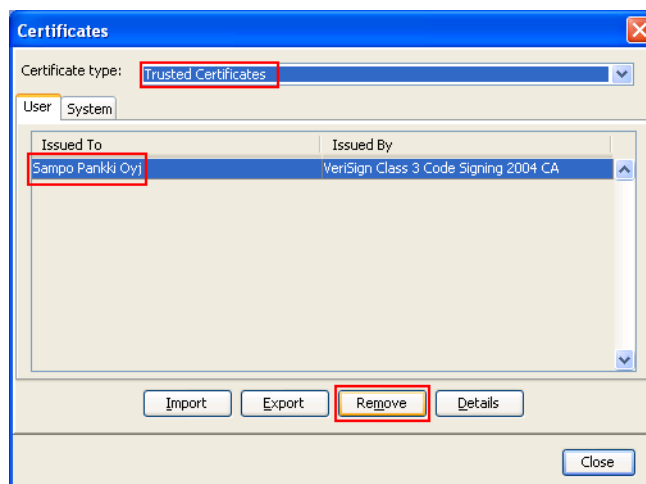 Certificates
Certificate type: Trusted Certificates
User System
Issued To Issued By
Sampo Pankki Oyj VeriSign Class 3 Code Signing 2004 CA
Import Export Remove Details
Close